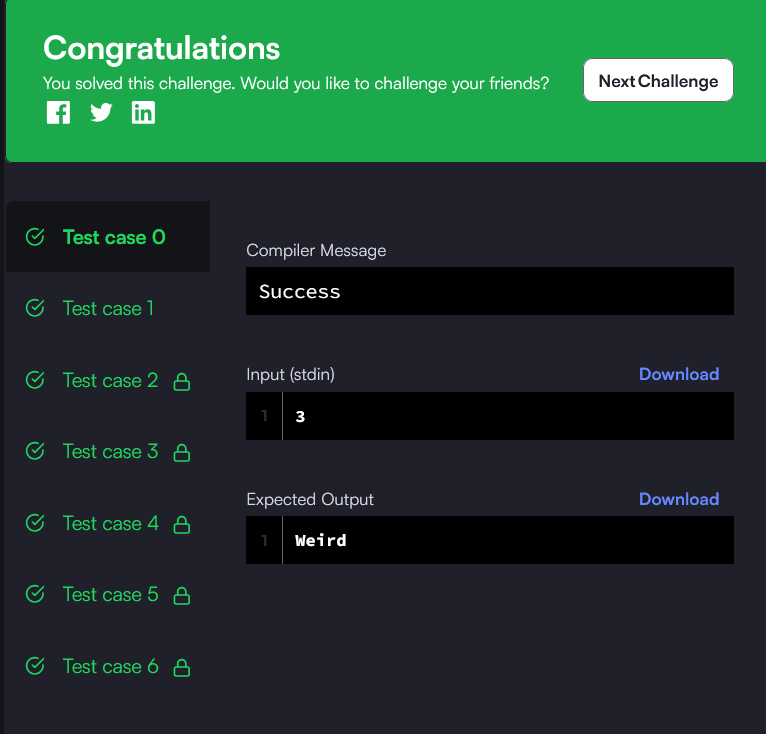 Congratulations
You solved this challenge. Would you like to challenge your friends?
Next Challenge
Test case 0
Test case 1
Test case 2
Test case 3
Test case 4
Test case 5
Test case 6
Compiler Message
Success
Input (stdin)
Download
1
3
Expected Output
Download
1
Weird